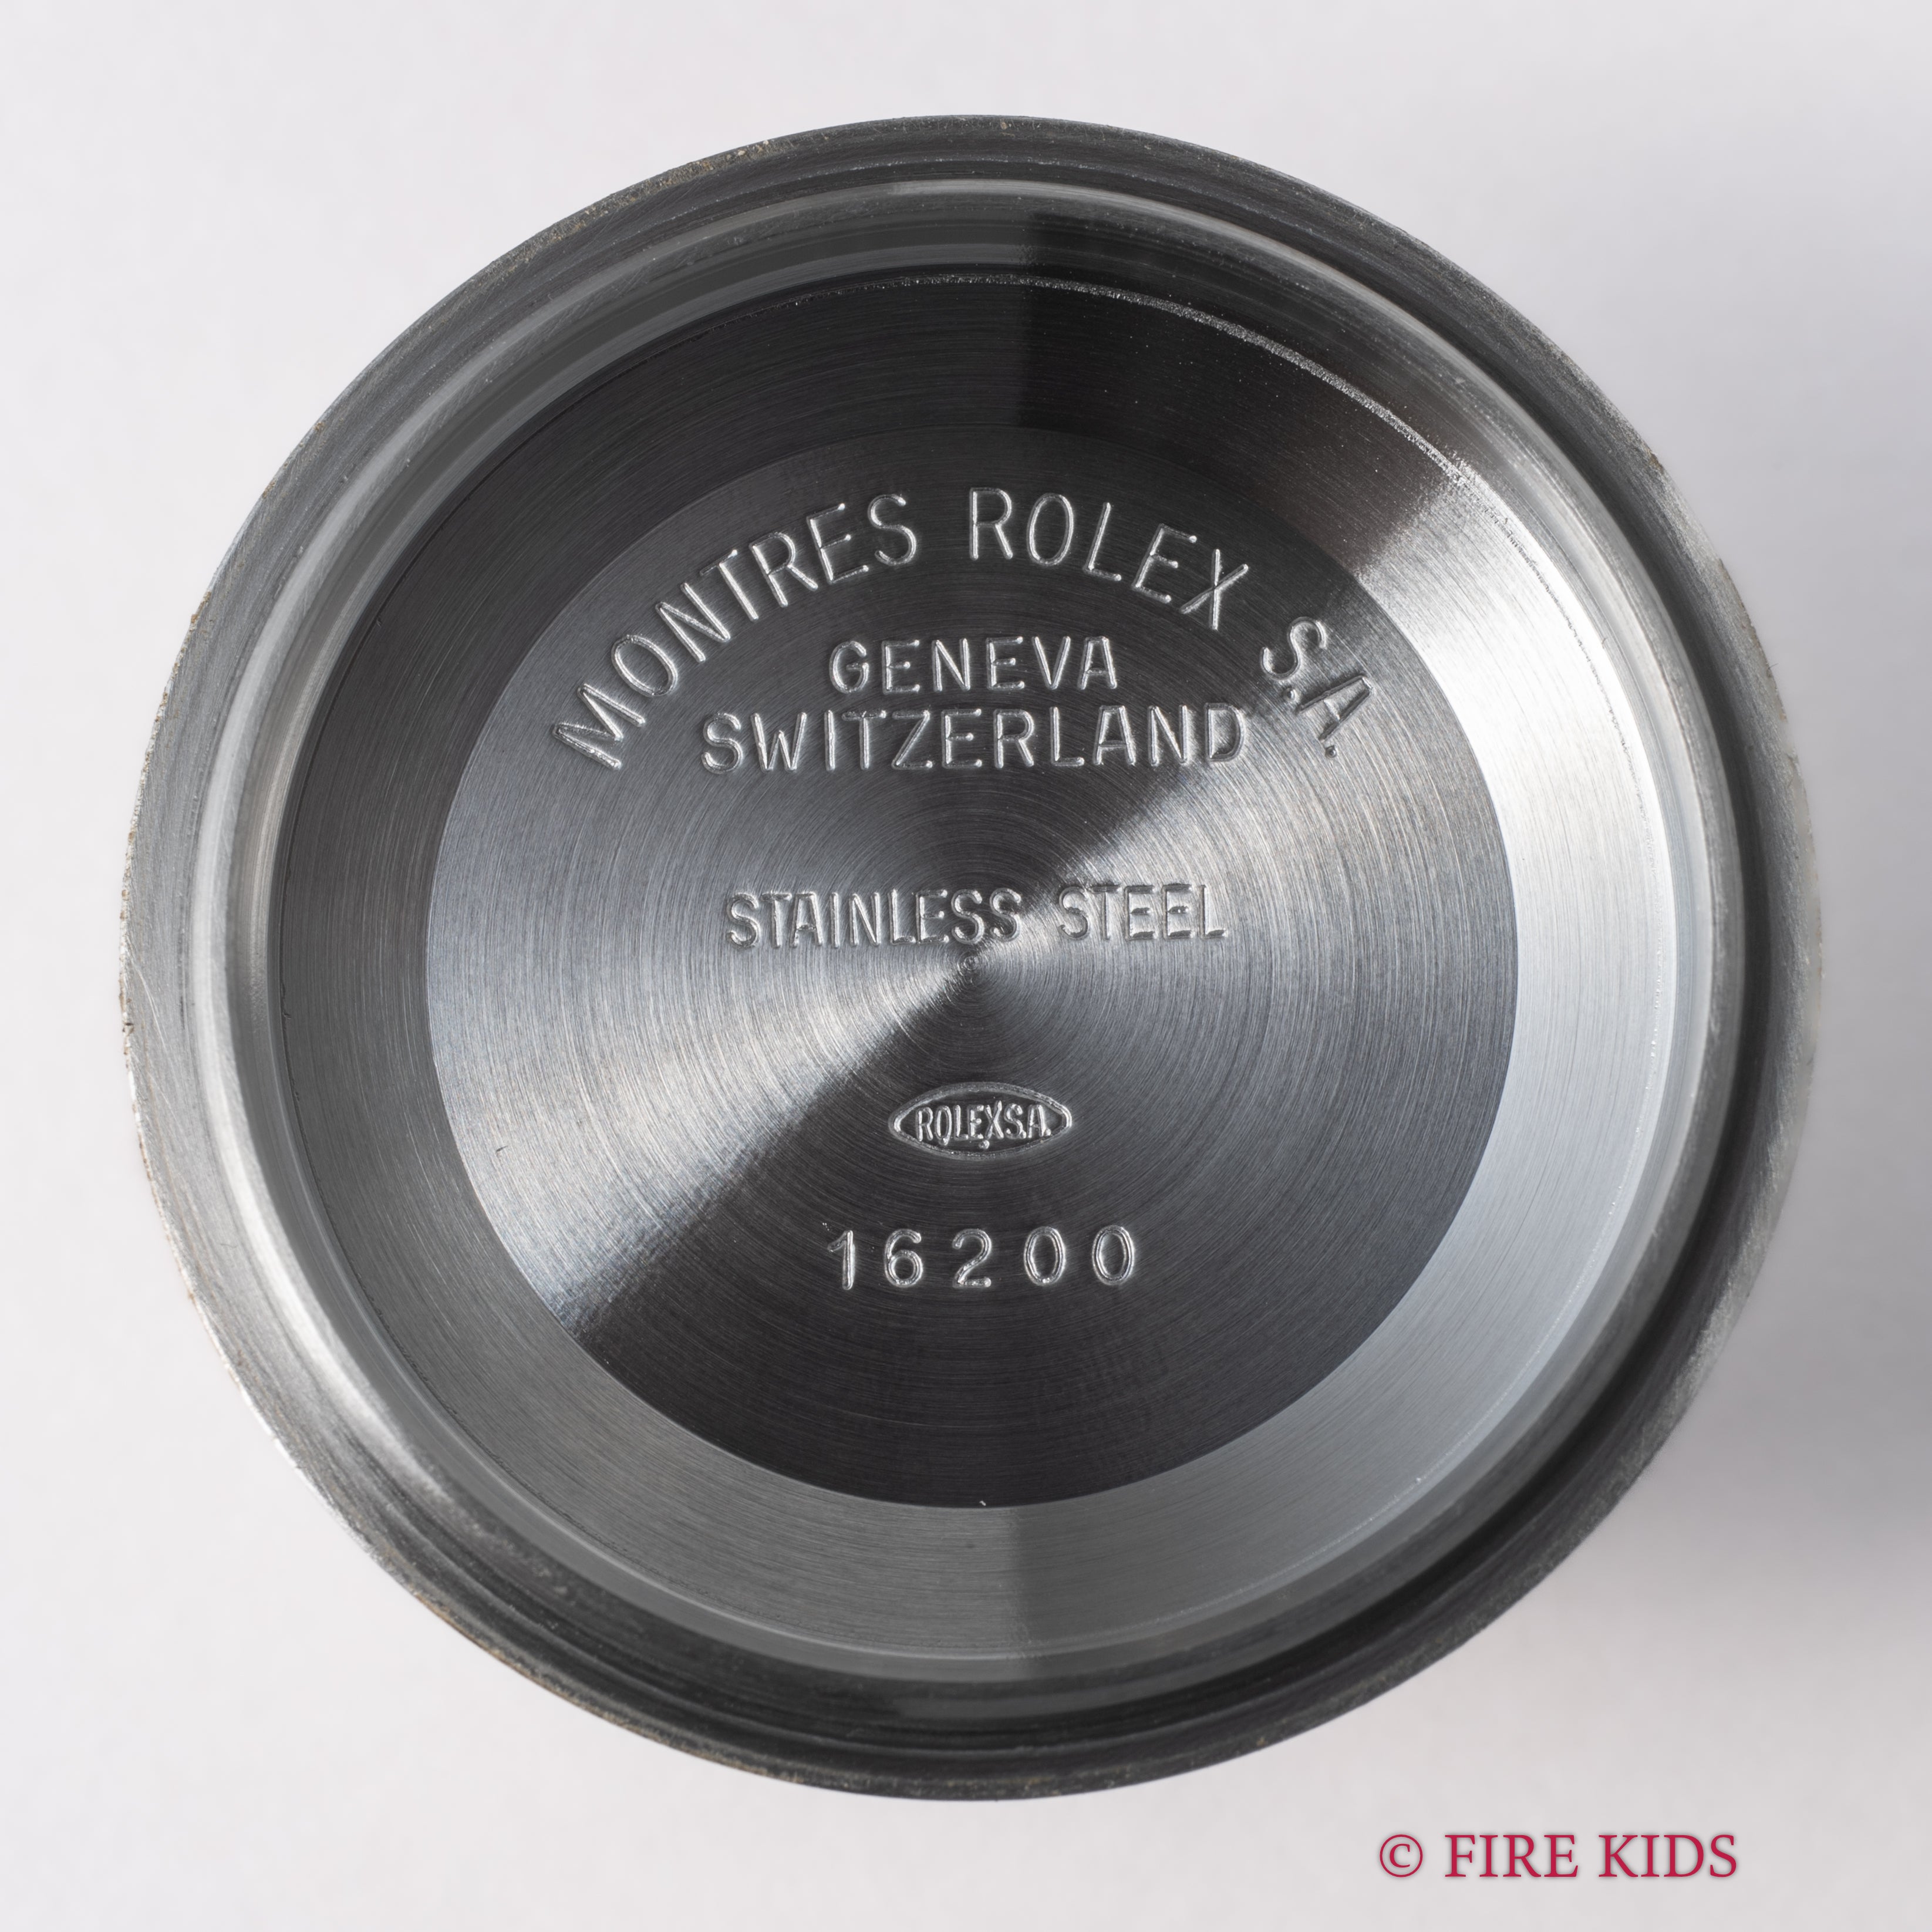 MONTRES ROLEX S.A.
GENEVA
SWITZERLAND
STAINLESS STEEL
ROLEX S.A.
16200
© FIRE KIDS